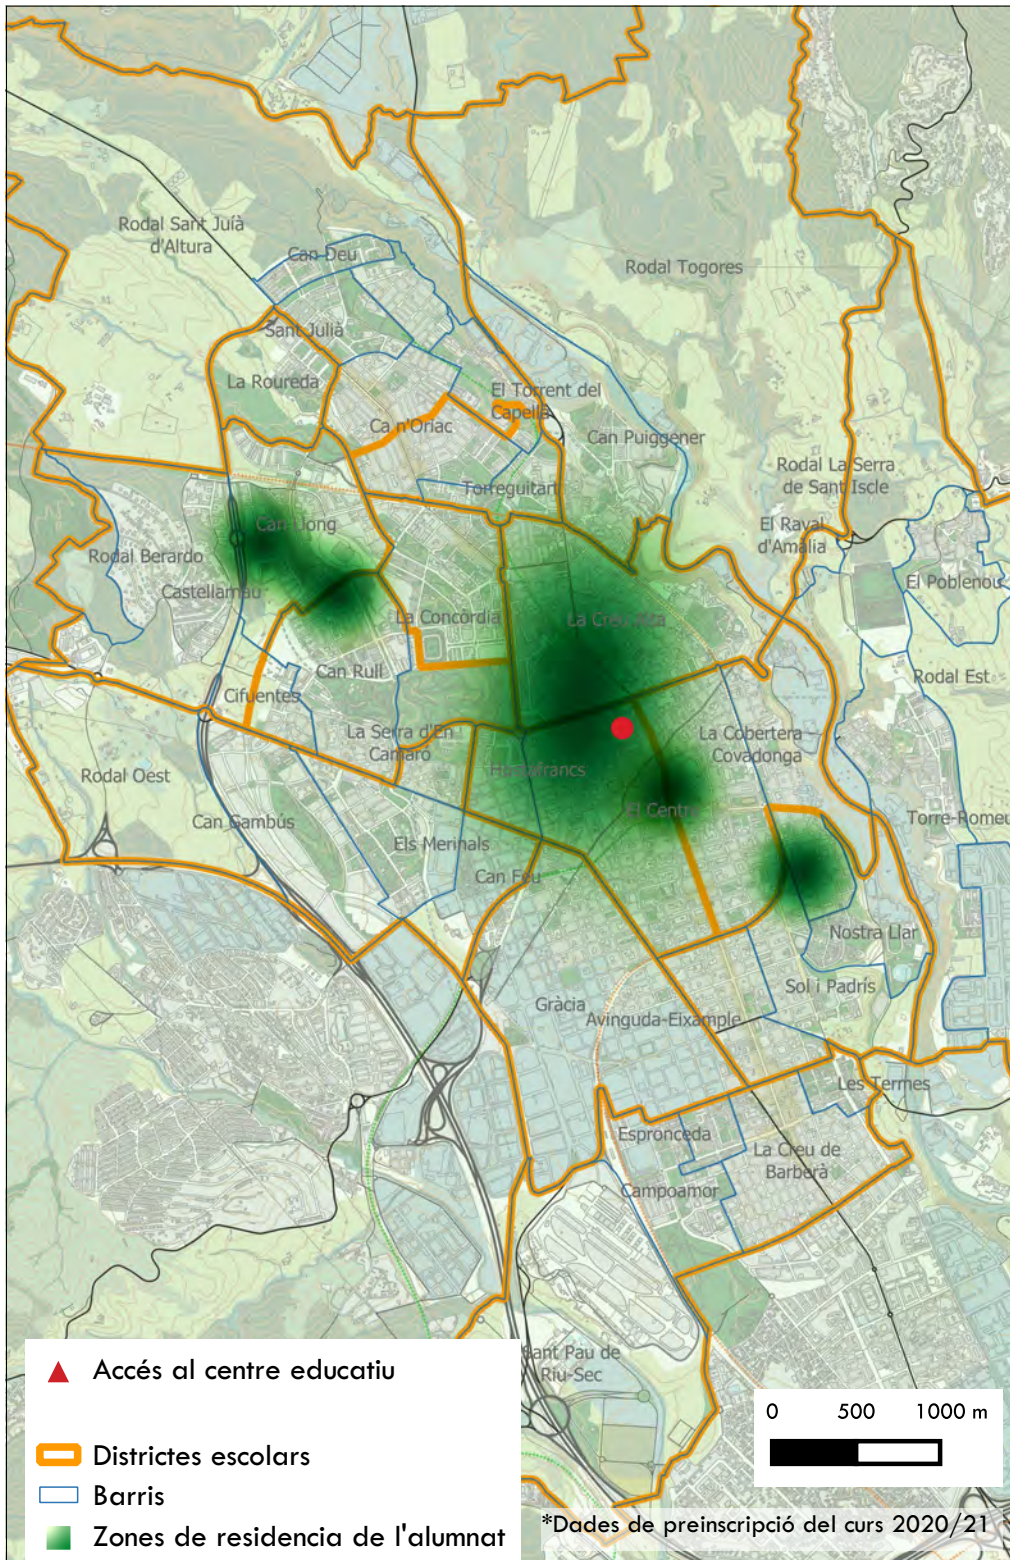 Rodal Sant Juíà
d'Altura
Can Deu
Rodal Togores
Sant Julià
La Roureda
El Torrent del
Capellà
Ca n'Oriac
Can Puiggener
Torreguitart
Rodal La Serra
de Sant Iscle
Can Llong
El Raval
d'Amàlia
Rodal Berardo
El Poblenou
Castellarnau
La Concòrdia
La Creu Alta
Can Rull
Rodal Est
Cifuentes
La Serra d'En
Camaró
La Cobertera
Covadonga
Rodal Oest
Hostafrancs
El Centre
Can Gambús
Torre-Romeu
Els Merinals
Can Feu
Nostra Llar
Sol i Padrís
Gràcia
Avinguda-Eixample
Les Termes
Espronceda
La Creu de
Barberà
Campoamor
Sant Pau de
Riu-Sec
Accés al centre educatiu
Districtes escolars
Barris
Zones de residencia de l'alumnat
0 500 1000 m
*Dades de preinscripció del curs 2020/21